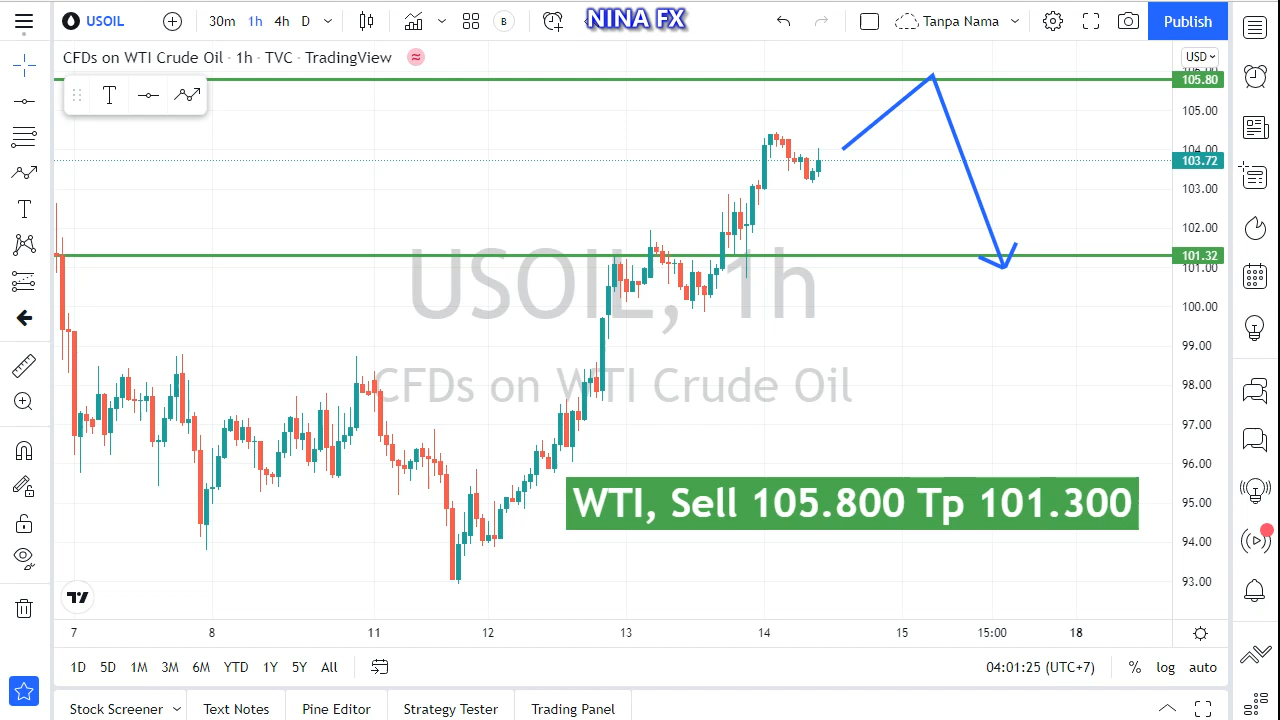 USOIL 30m 1h 4h D B NINA FX Tpa Nama Publish
CFDs on WTI Crude Oil · 1h · TVC · TradingView
USD
105.80
105.00
104.00
103.72
103.00
102.00
101.32
101.00
100.00
99.00
98.00
97.00
96.00
95.00
94.00
93.00
USOIL, 1h
CFDs on WTI Crude Oil
WTI, Sell 105.800 Tp 101.300
7 8 11 12 13 14 15 15:00 18
1D 5D 1M 3M 6M YTD 1Y 5Y All 04:01:25 (UTC+7) % log auto
Stock Screener Text Notes Pine Editor Strategy Tester Trading Panel